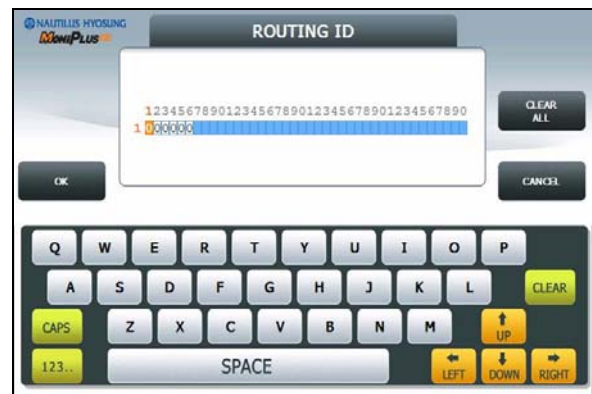 NAUTILUS HYOSUNG
MONiPLUS
ROUTING ID
1234567890123456789012345678901234567890
1 000000
CLEAR
ALL
OK
CANCEL
Q W E R T Y U I O P
A S D F G H J K L CLEAR
CAPS Z X C V B N M UP
123.. SPACE LEFT DOWN RIGHT